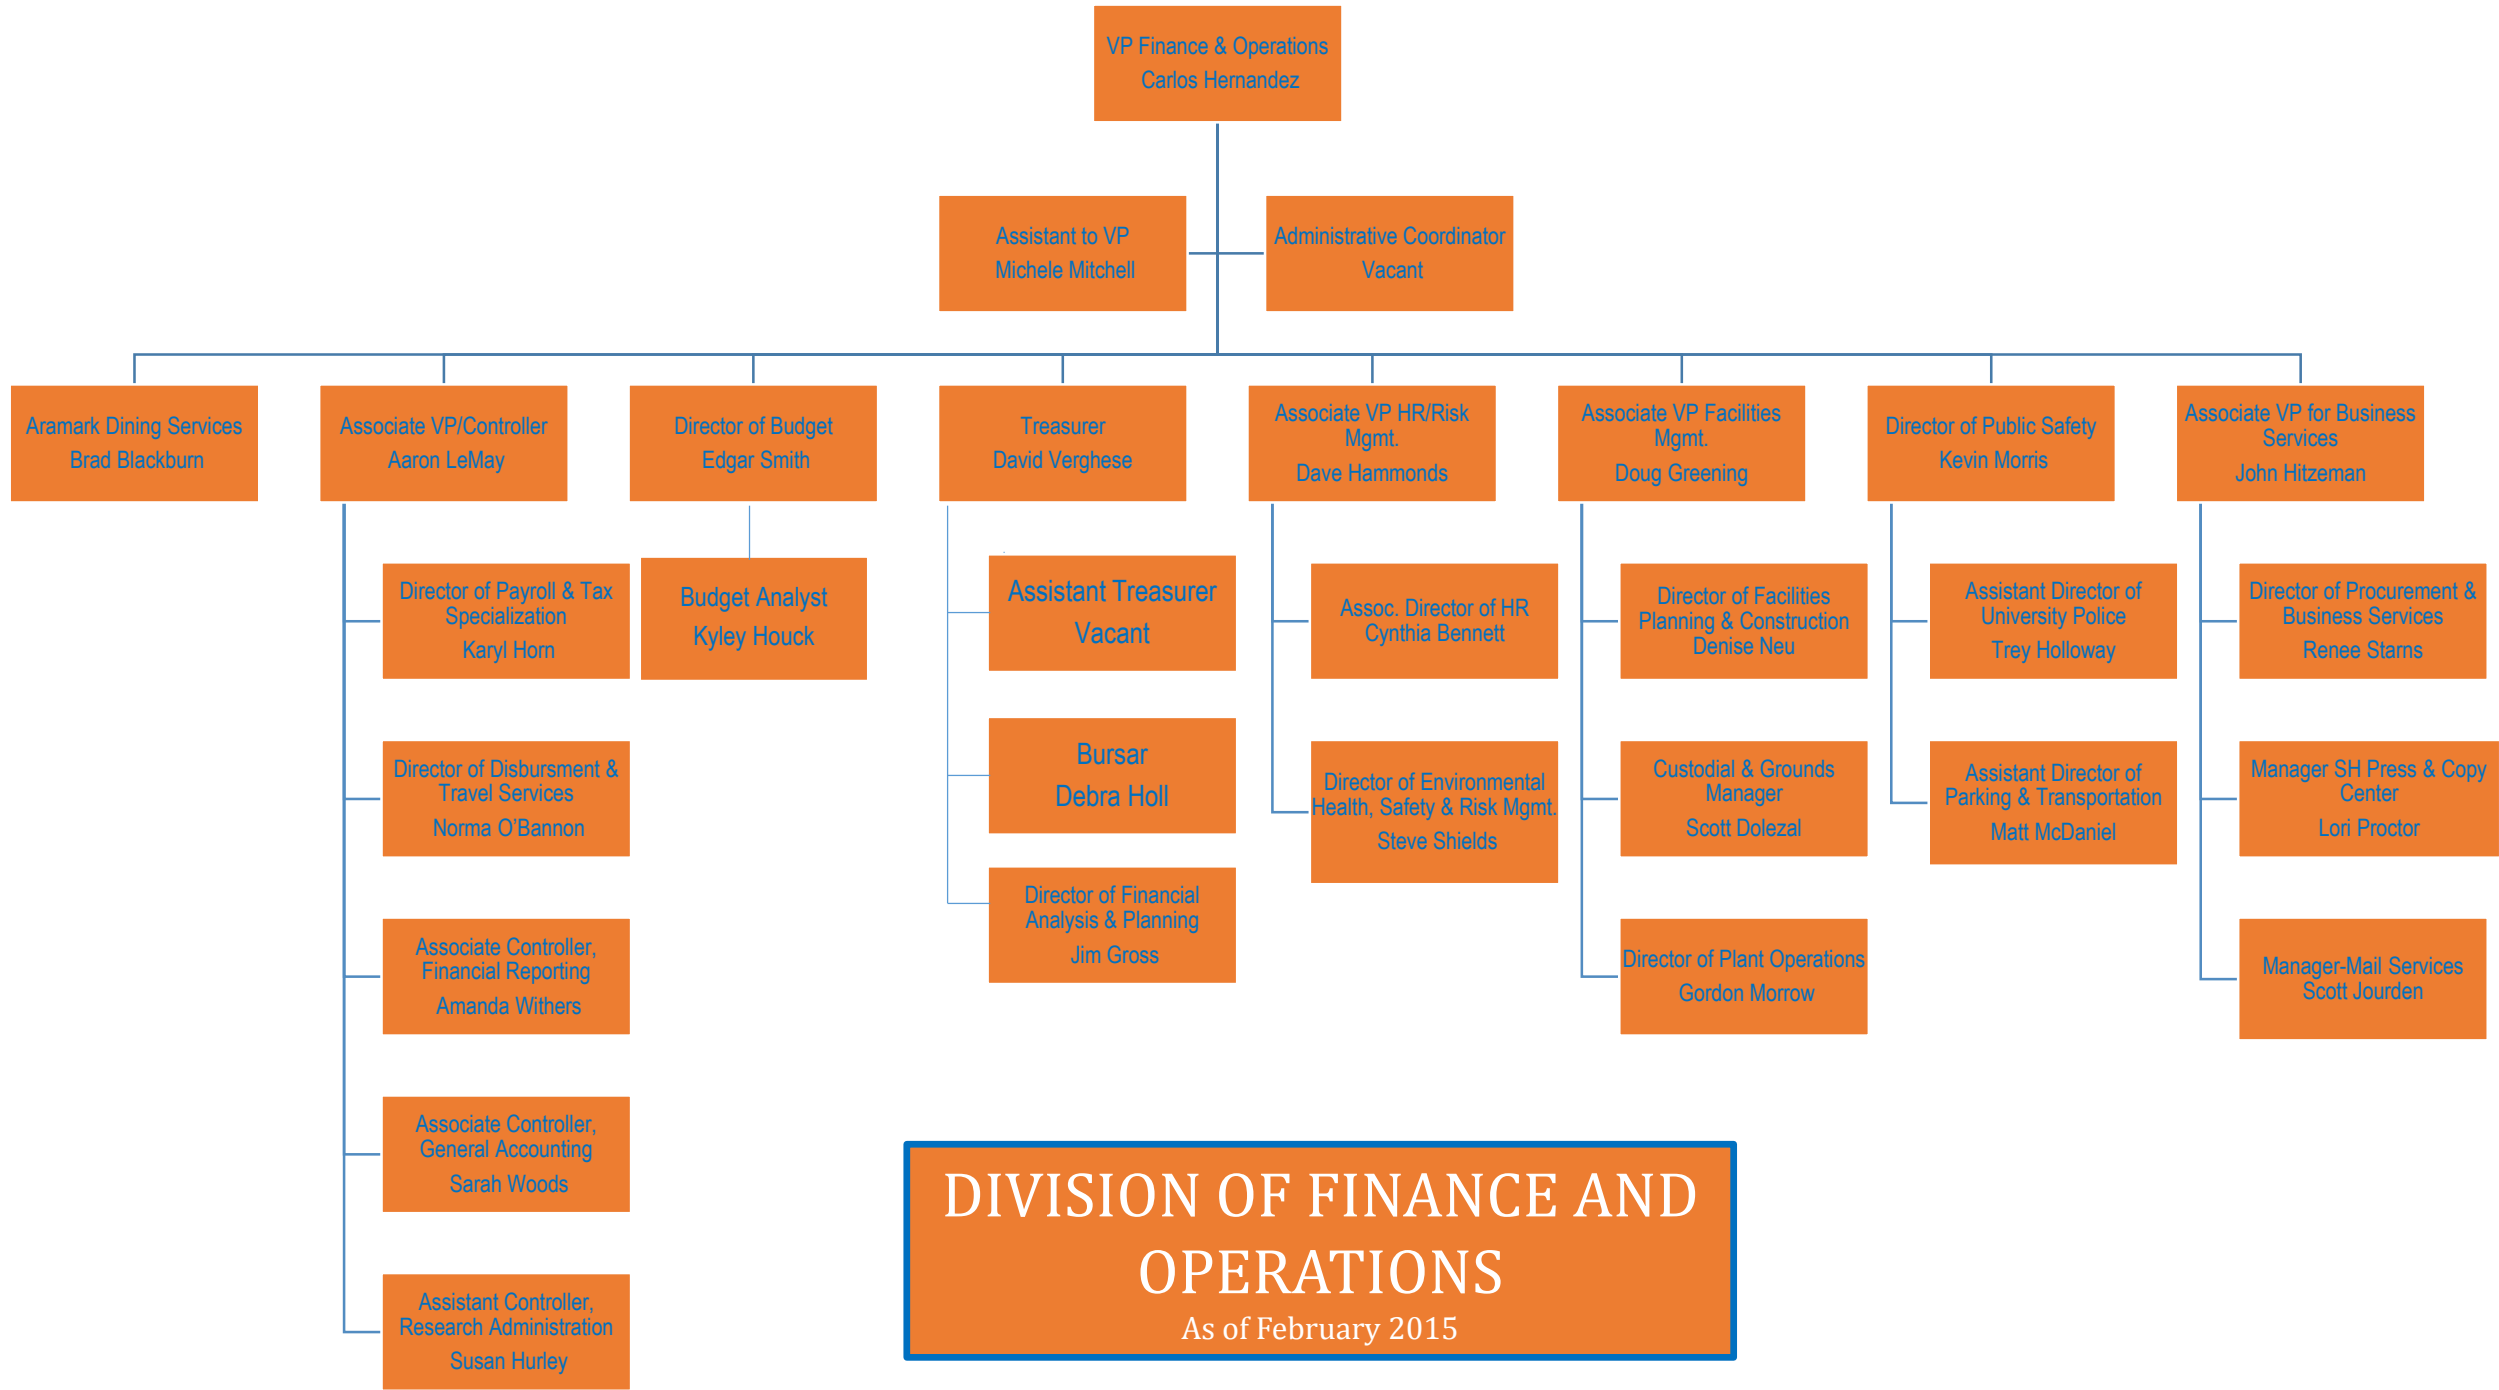 VP Finance & Operations
Carlos Hernandez
Assistant to VP
Michele Mitchell
Administrative Coordinator
Vacant
Aramark Dining Services
Brad Blackburn
Associate VP/Controller
Aaron LeMay
Director of Budget
Edgar Smith
Treasurer
David Verghese
Associate VP HR/Risk
Mgmt.
Dave Hammonds
Associate VP Facilities
Mgmt.
Doug Greening
Director of Public Safety
Kevin Morris
Associate VP for Business
Services
John Hitzeman
Director of Payroll & Tax
Specialization
Karyl Horn
Director of Disbursment &
Travel Services
Norma O’Bannon
Associate Controller,
Financial Reporting
Amanda Withers
Associate Controller,
General Accounting
Sarah Woods
Assistant Controller,
Research Administration
Susan Hurley
Budget Analyst
Kyley Houck
Assistant Treasurer
Vacant
Bursar
Debra Holl
Director of Financial
Analysis & Planning
Jim Gross
Assoc. Director of HR
Cynthia Bennett
Director of Environmental
Health, Safety & Risk Mgmt.
Steve Shields
Director of Facilities
Planning & Construction
Denise Neu
Custodial & Grounds
Manager
Scott Dolezal
Director of Plant Operations
Gordon Morrow
Assistant Director of
University Police
Trey Holloway
Assistant Director of
Parking & Transportation
Matt McDaniel
Director of Procurement &
Business Services
Renee Starns
Manager SH Press & Copy
Center
Lori Proctor
Manager-Mail Services
Scott Jourden
DIVISION OF FINANCE AND
OPERATIONS
As of February 2015